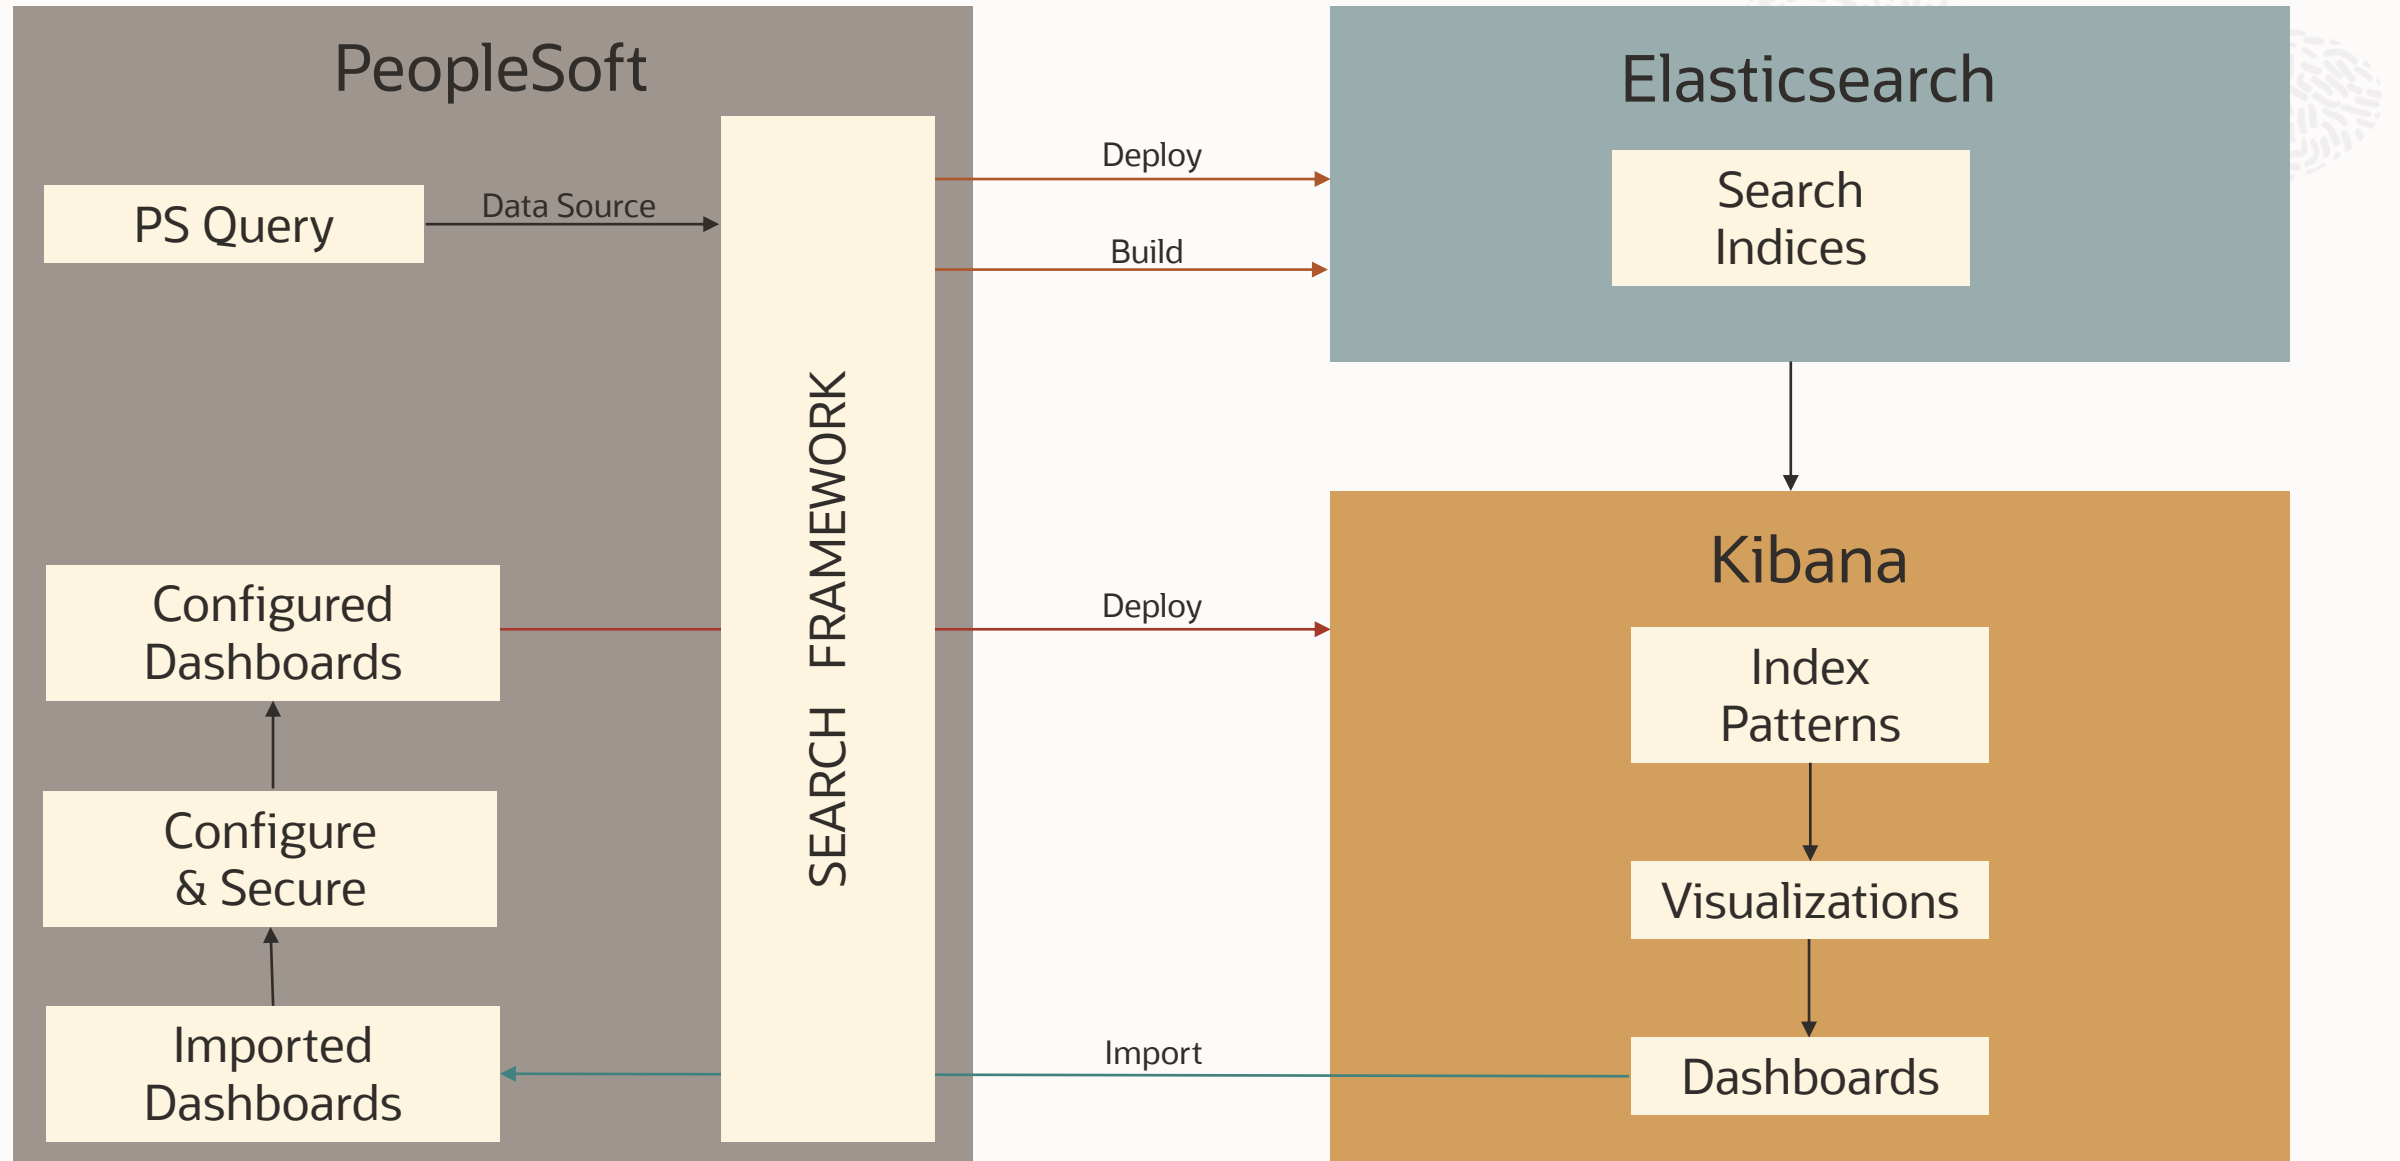 PeopleSoft
PS Query
Data Source
SEARCH FRAMEWORK
Configured
Dashboards
Configure
& Secure
Imported
Dashboards
Deploy
Build
Deploy
Import
Elasticsearch
Search
Indices
Kibana
Index
Patterns
Visualizations
Dashboards